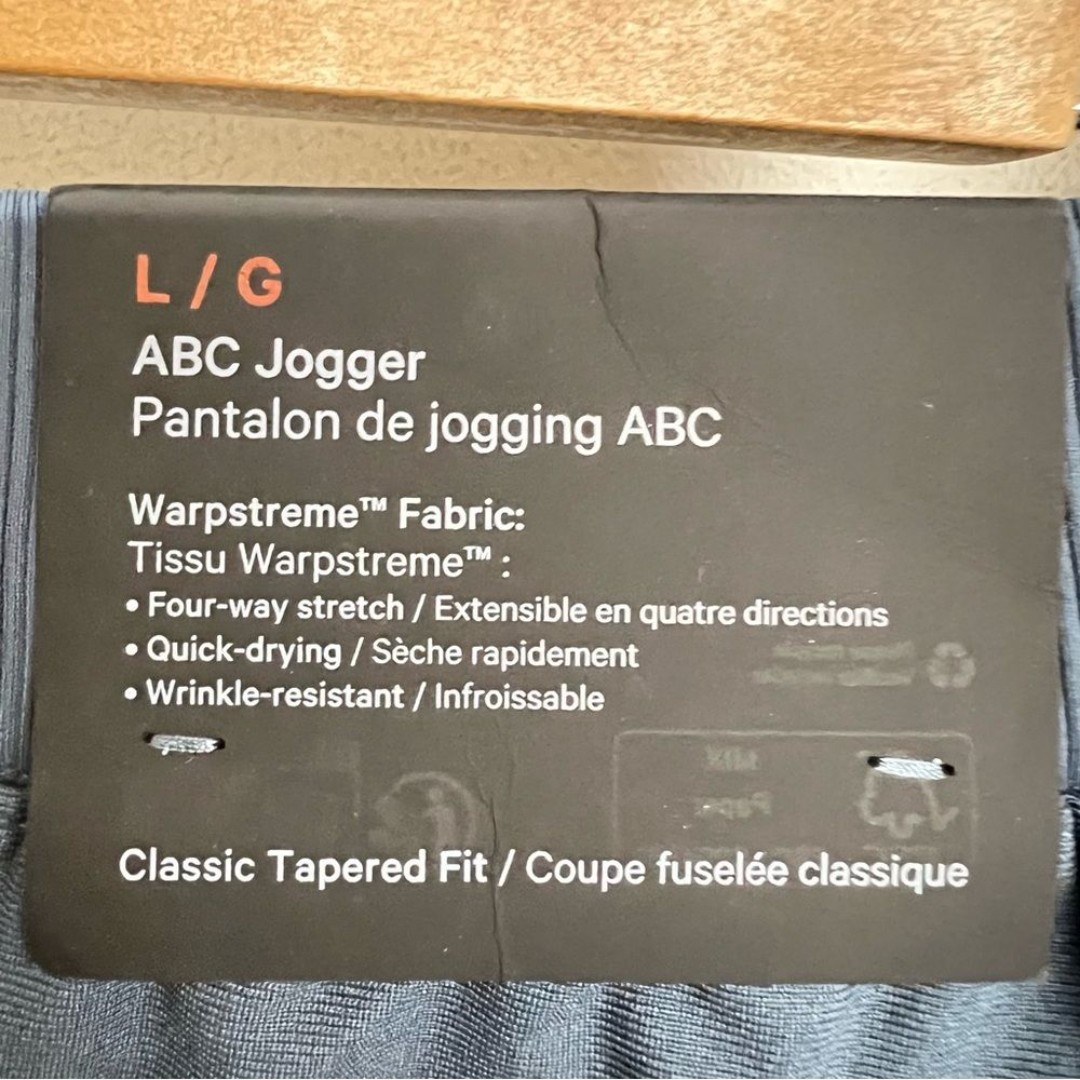 L / G
ABC Jogger
Pantalon de jogging ABC
Warpstreme™ Fabric:
Tissu Warpstreme™ :
• Four-way stretch / Extensible en quatre directions
• Quick-drying / Sèche rapidement
• Wrinkle-resistant / Infroissable
Classic Tapered Fit / Coupe fuselée classique